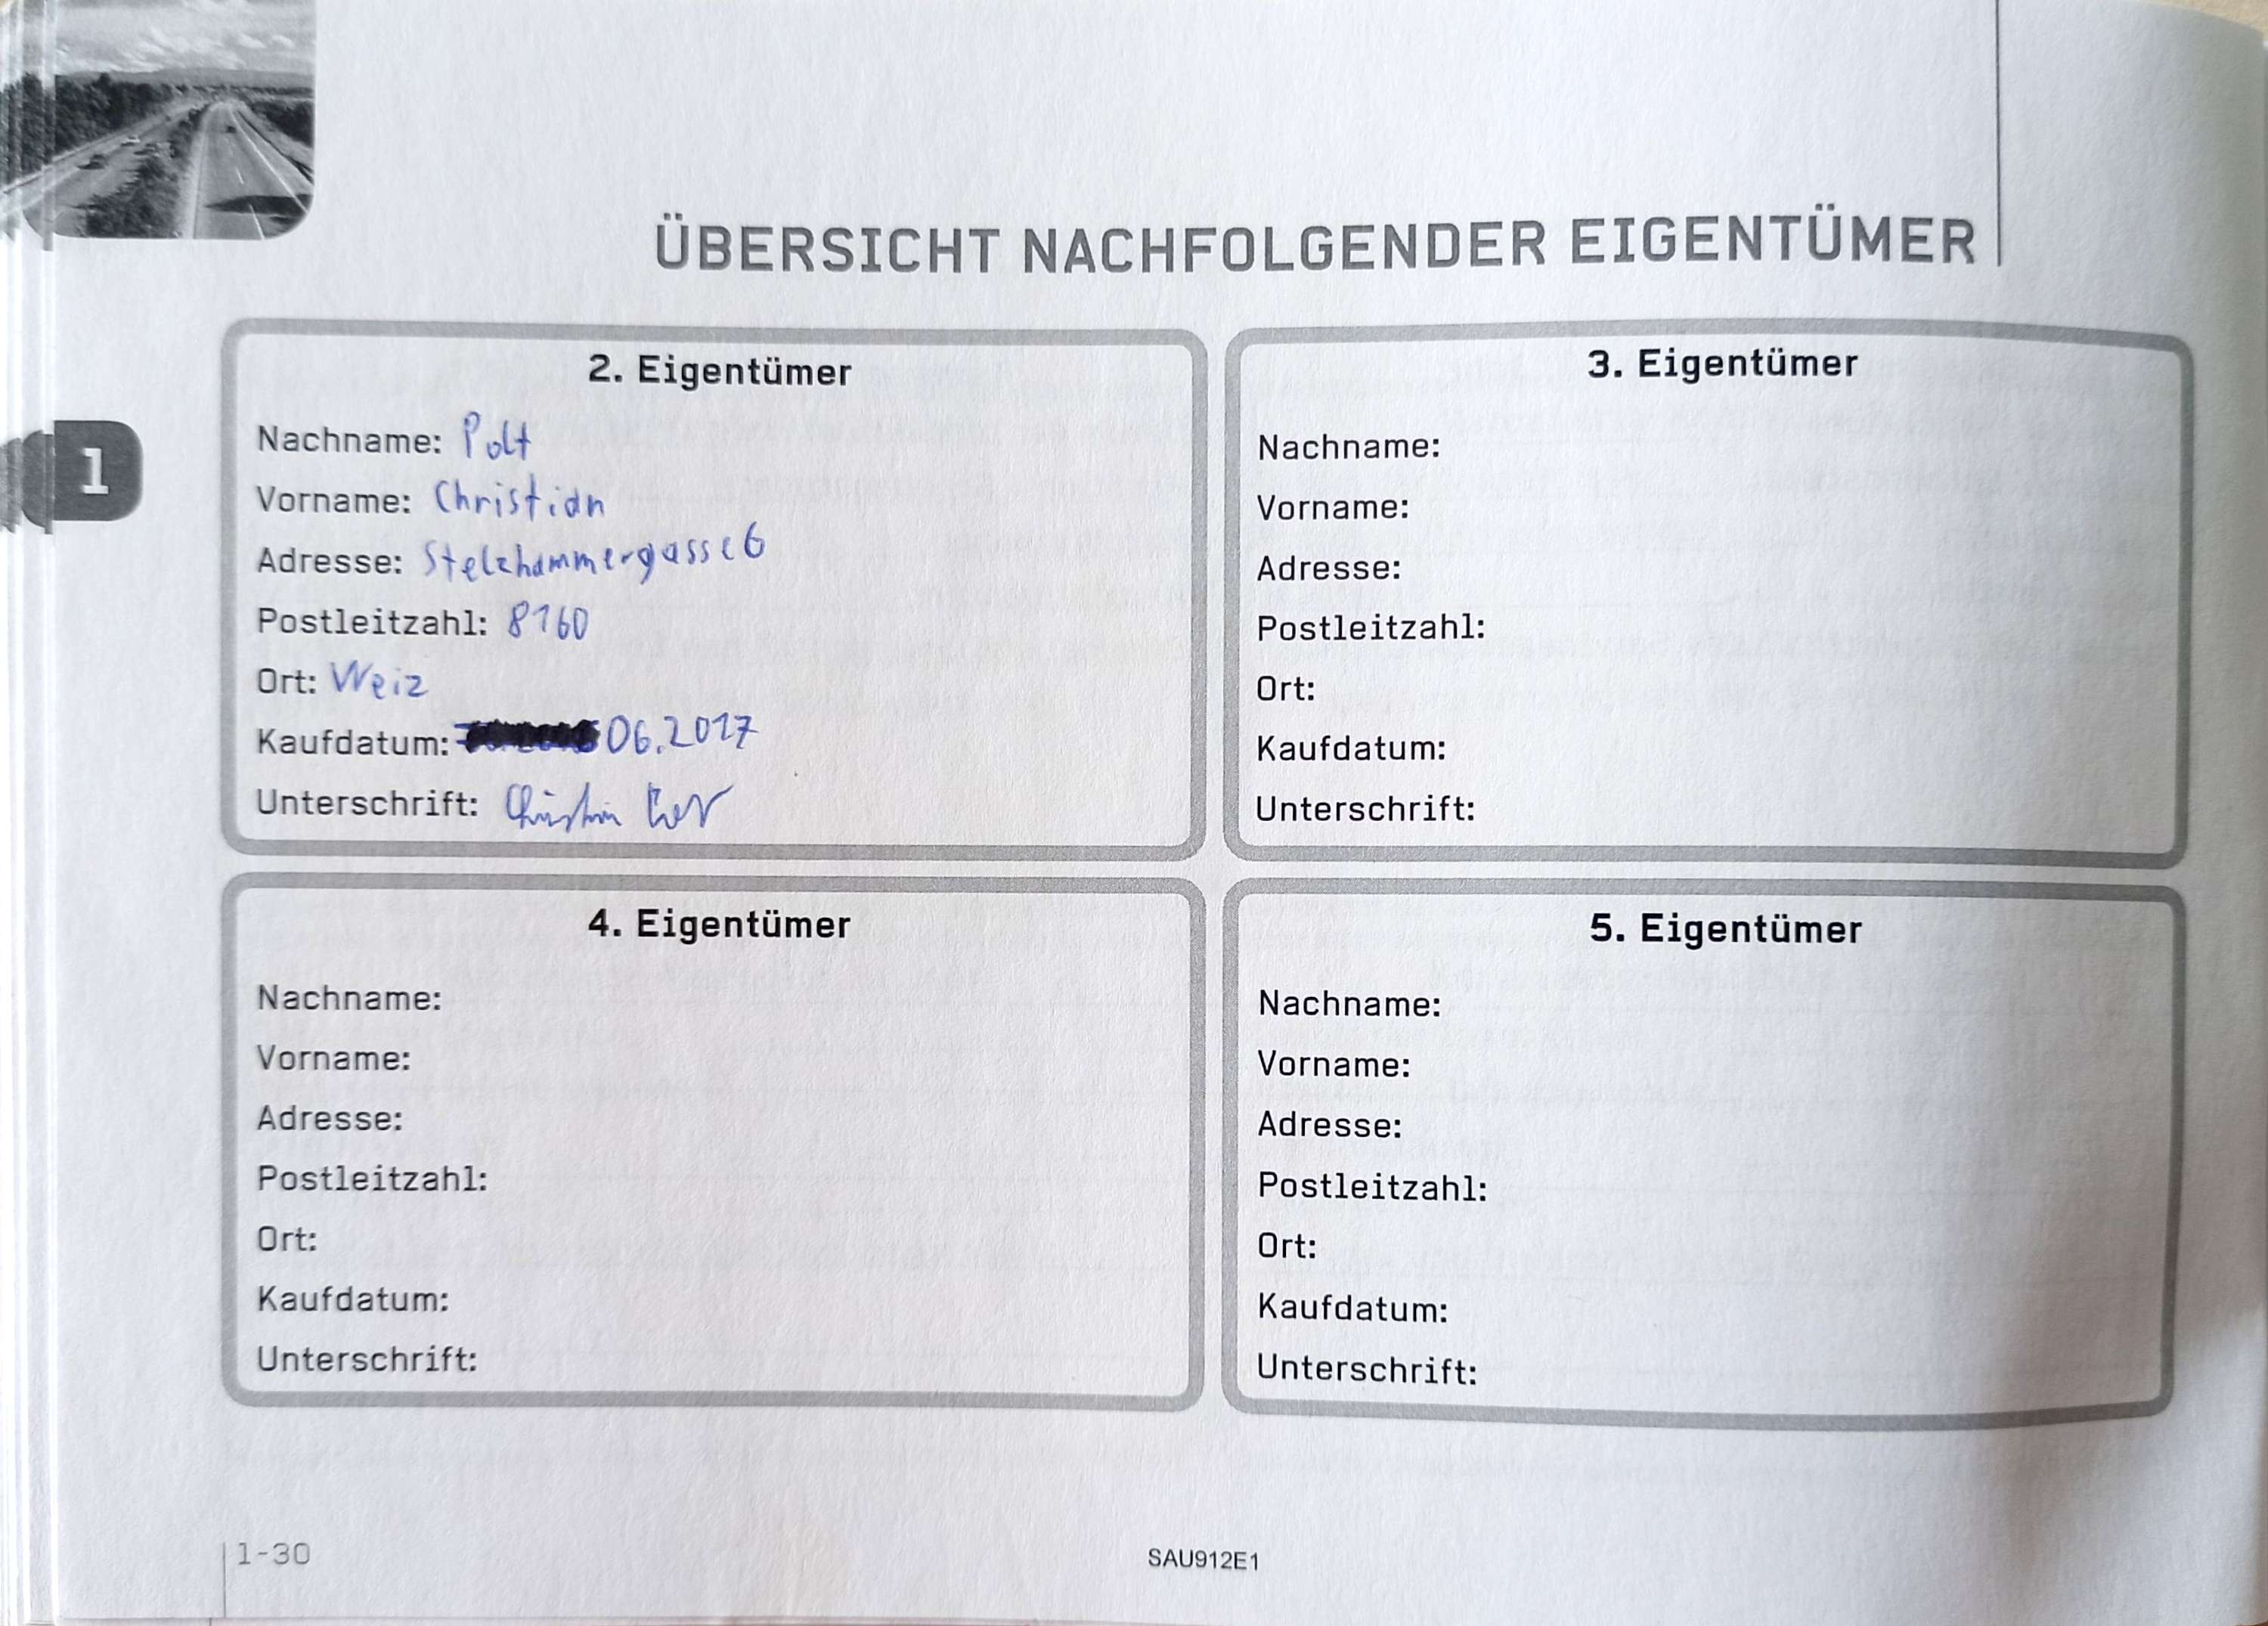 ÜBERSICHT NACHFOLGENDER EIGENTÜMER
1
2. Eigentümer
Nachname: Polt
Vorname: Christian
Adresse: Stelzhammergasse 6
Postleitzahl: 8160
Ort: Weiz
Kaufdatum: 06.2017
Unterschrift: Christian
3. Eigentümer
Nachname:
Vorname:
Adresse:
Postleitzahl:
Ort:
Kaufdatum:
Unterschrift:
4. Eigentümer
Nachname:
Vorname:
Adresse:
Postleitzahl:
Ort:
Kaufdatum:
Unterschrift:
5. Eigentümer
Nachname:
Vorname:
Adresse:
Postleitzahl:
Ort:
Kaufdatum:
Unterschrift:
1-30
SAU912E1